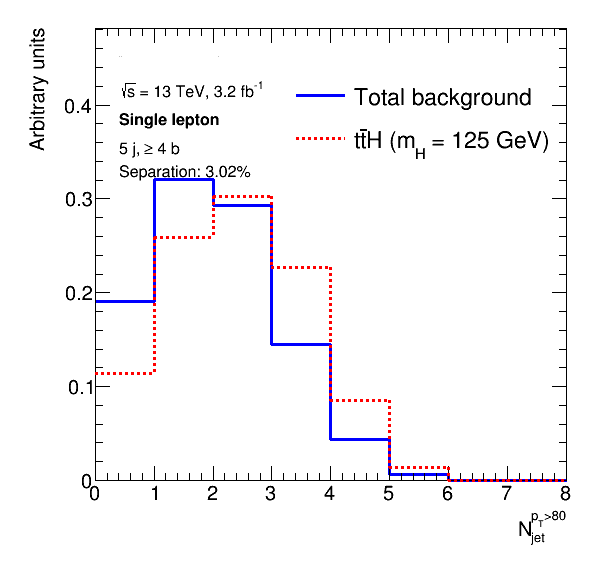 Arbitrary units
√s = 13 TeV, 3.2 fb⁻¹
Single lepton
5 j, ≥ 4 b
Separation: 3.02%
Total background
tt̄H (m_H = 125 GeV)
0.4
0.3
0.2
0.1
0
0 1 2 3 4 5 6 7 8
N_jet^{p_T>80}